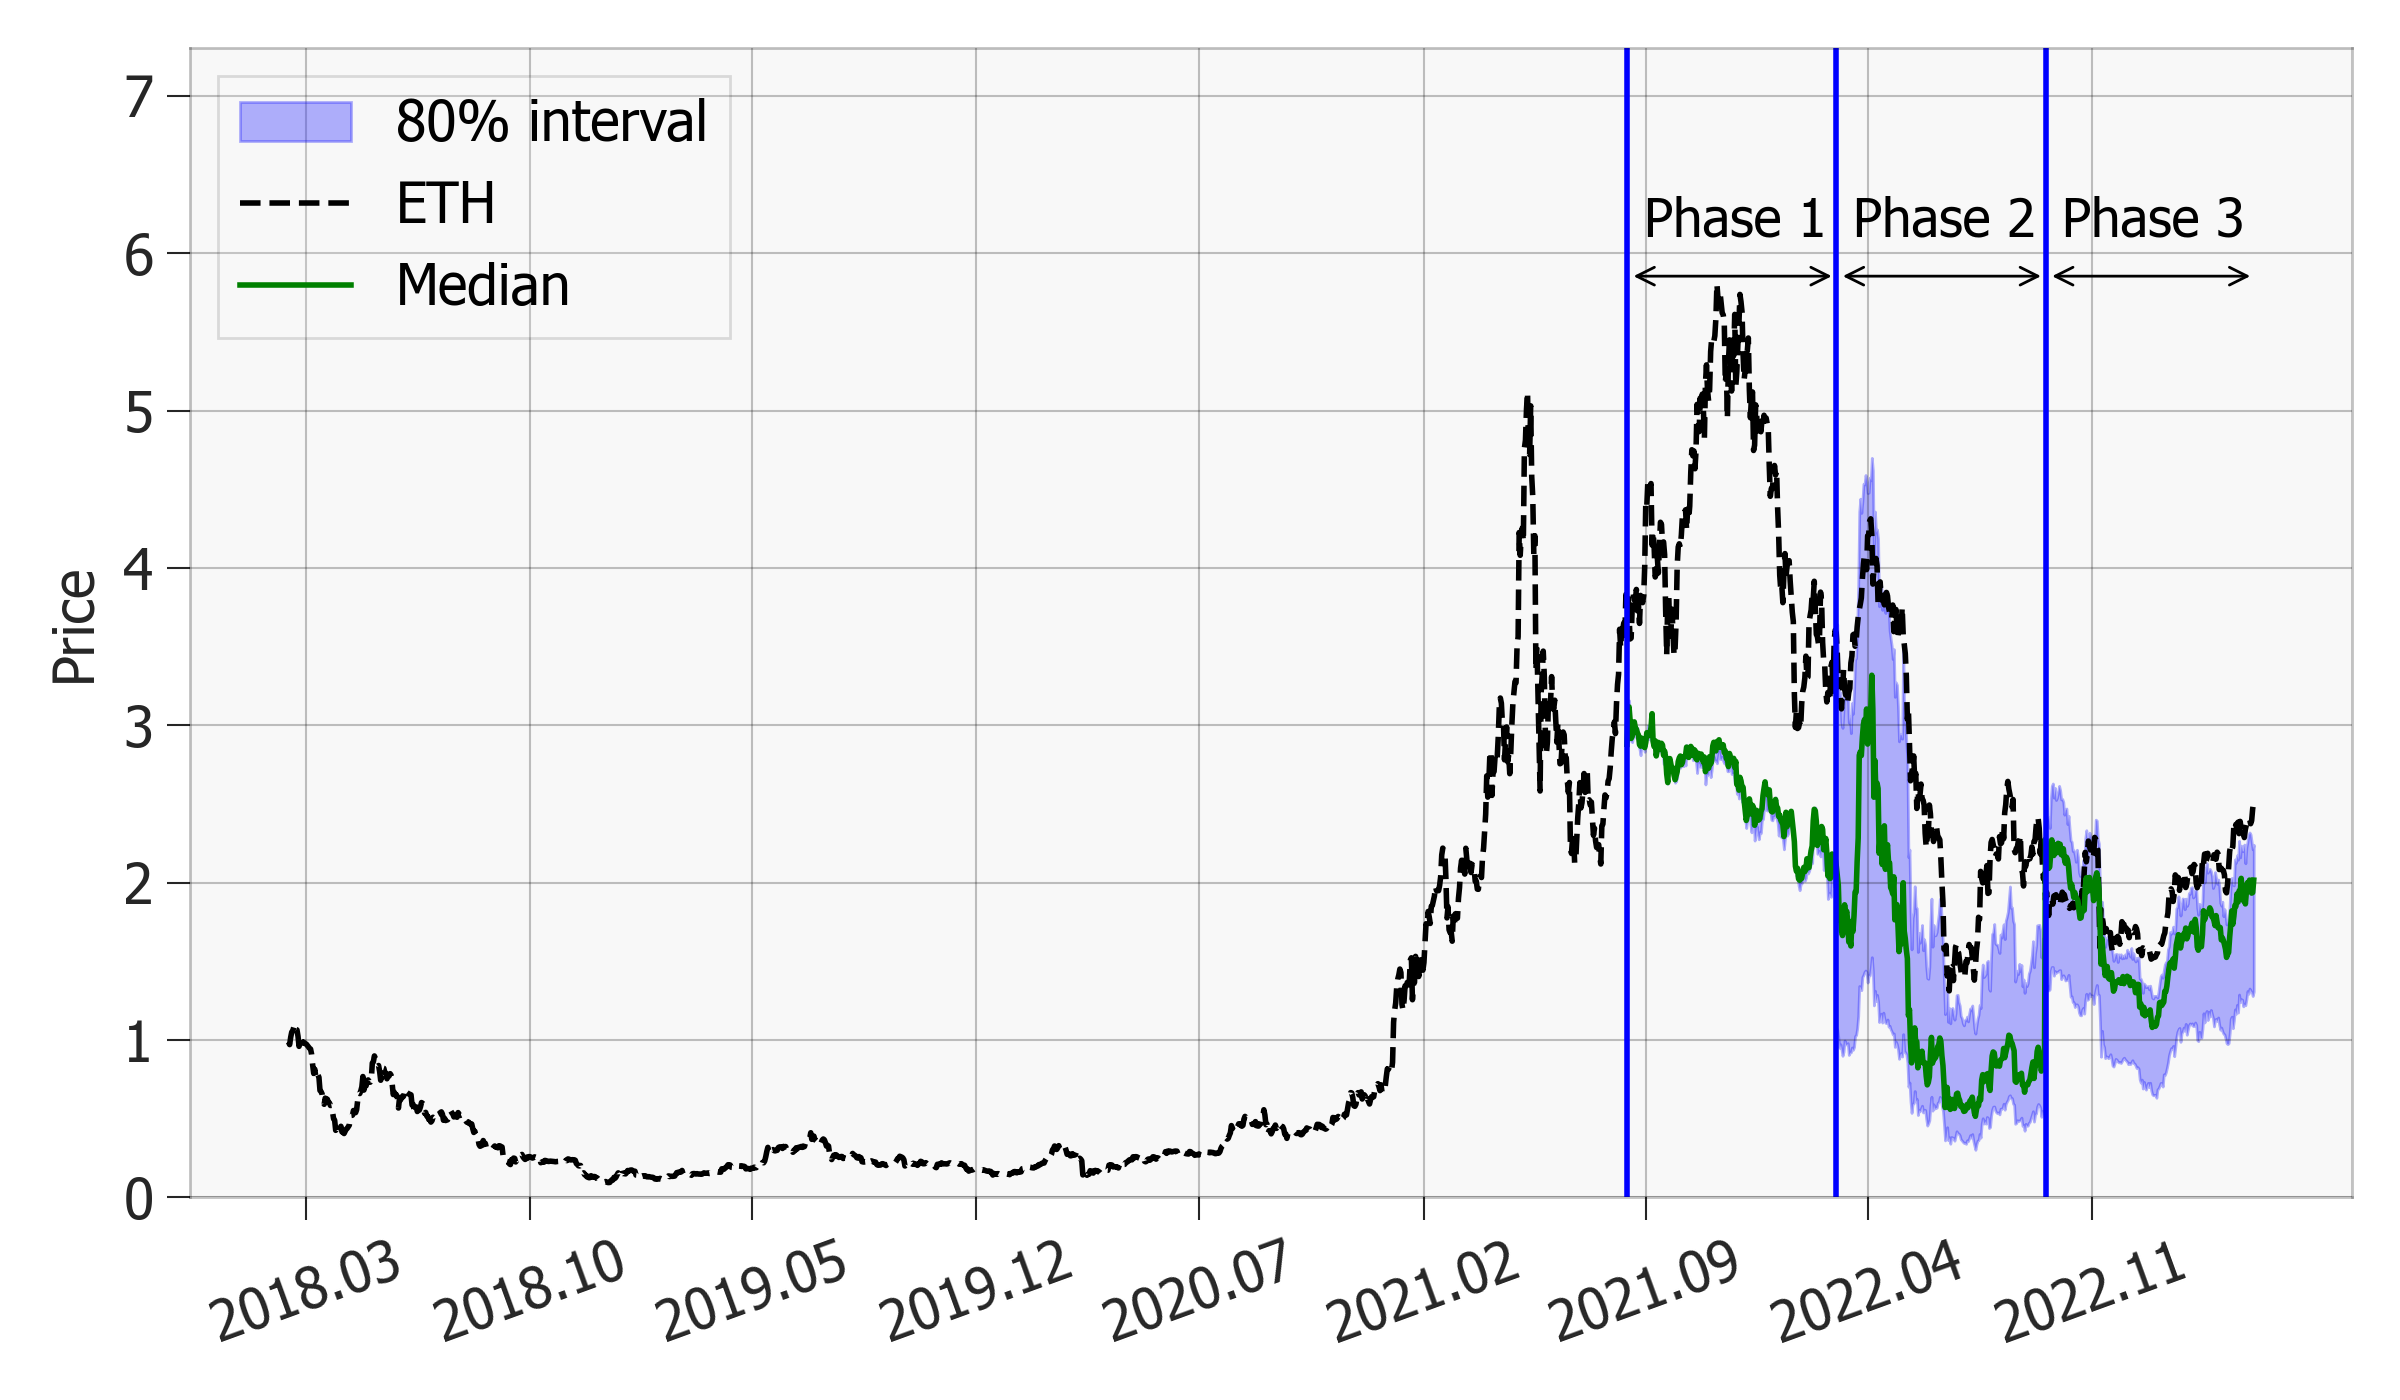 80% interval
ETH
Median
Phase 1
Phase 2
Phase 3
Price
7
6
5
4
3
2
1
0
2018.03
2018.10
2019.05
2019.12
2020.07
2021.02
2021.09
2022.04
2022.11